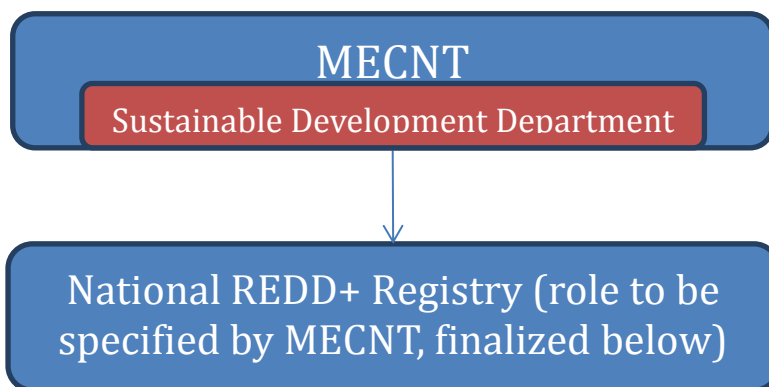 MECNT
Sustainable Development Department
National REDD+ Registry (role to be
specified by MECNT, finalized below)